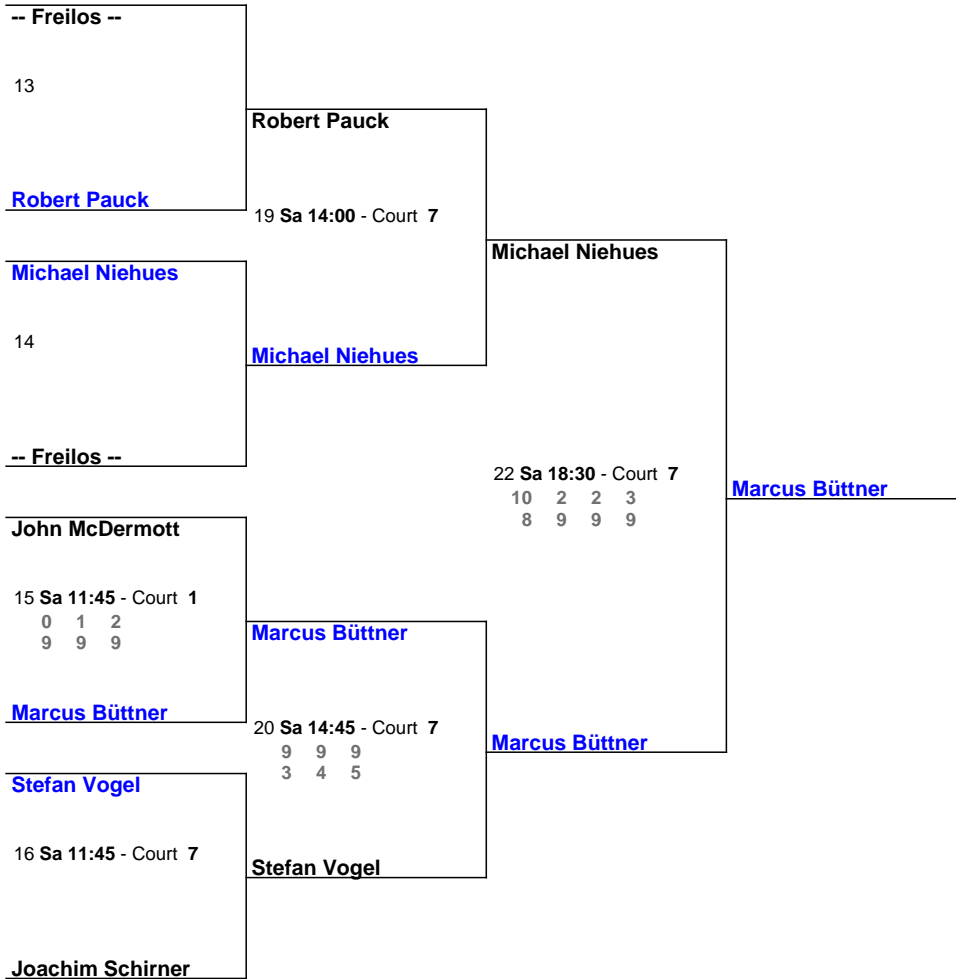 -- Freilos --
13
Robert Pauck
Robert Pauck
19 Sa 14:00 - Court 7
Michael Niehues
Michael Niehues
14
Michael Niehues
-- Freilos --
22 Sa 18:30 - Court 7
10 2 2 3
8 9 9 9
Marcus Büttner
John McDermott
15 Sa 11:45 - Court 1
0 1 2
9 9 9
Marcus Büttner
Marcus Büttner
20 Sa 14:45 - Court 7
9 9 9
3 4 5
Marcus Büttner
Stefan Vogel
16 Sa 11:45 - Court 7
Stefan Vogel
Joachim Schirner